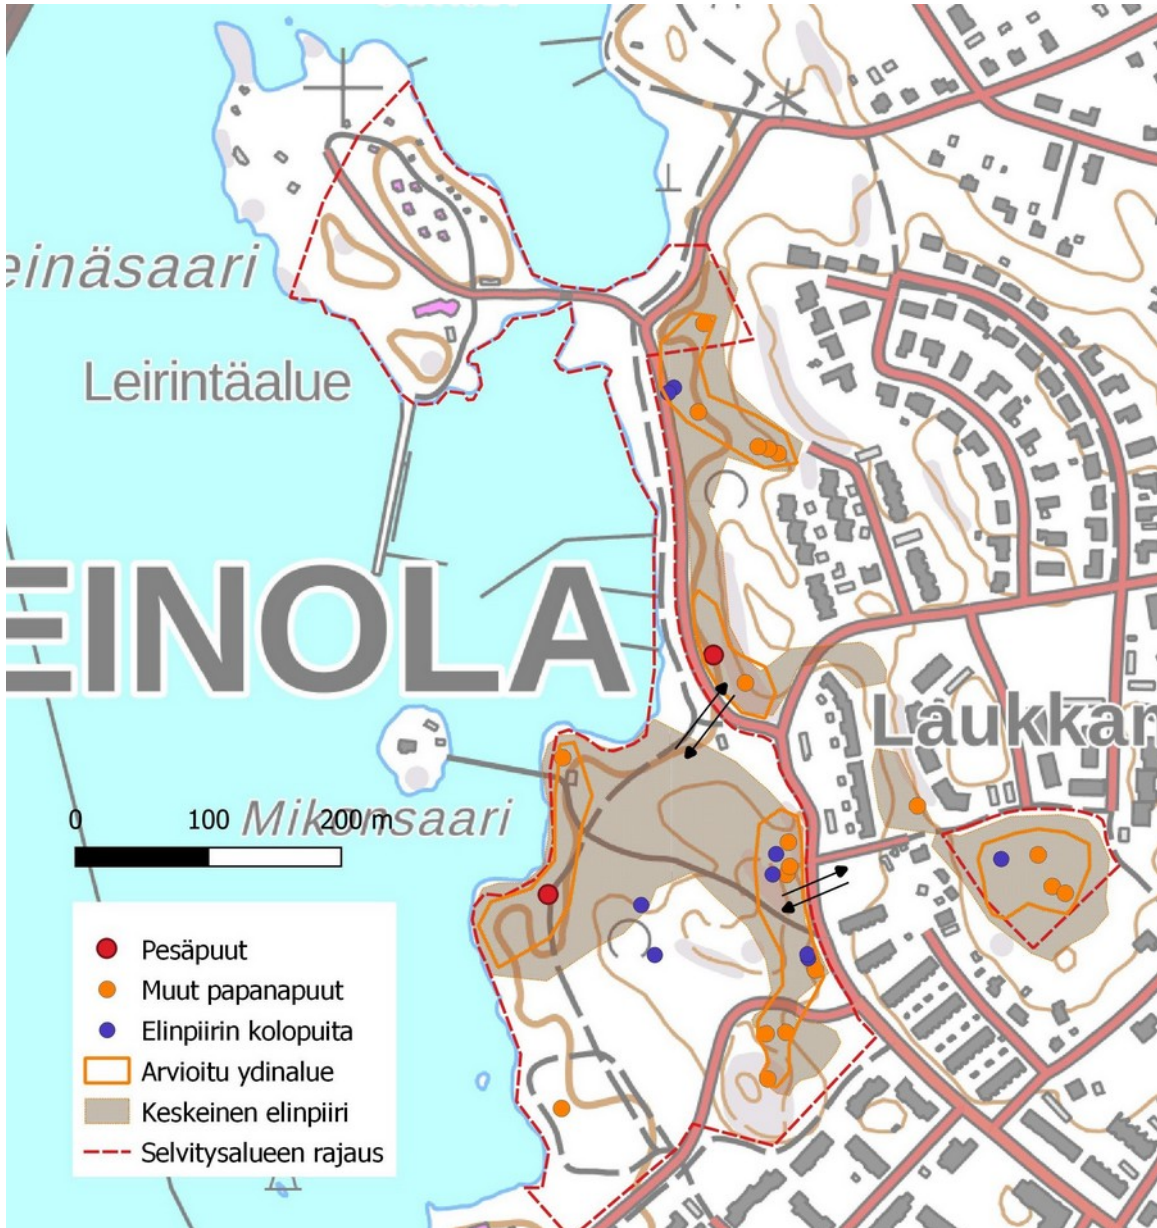 einäsaari
Leirintäalue
EINOLA
Laukkan
Mikonsaari
0 100 200 m
Pesäpuut
Muut papanapuut
Elinpiirin kolopuita
Arvioitu ydinalue
Keskeinen elinpiiri
Selvitysalueen rajaus